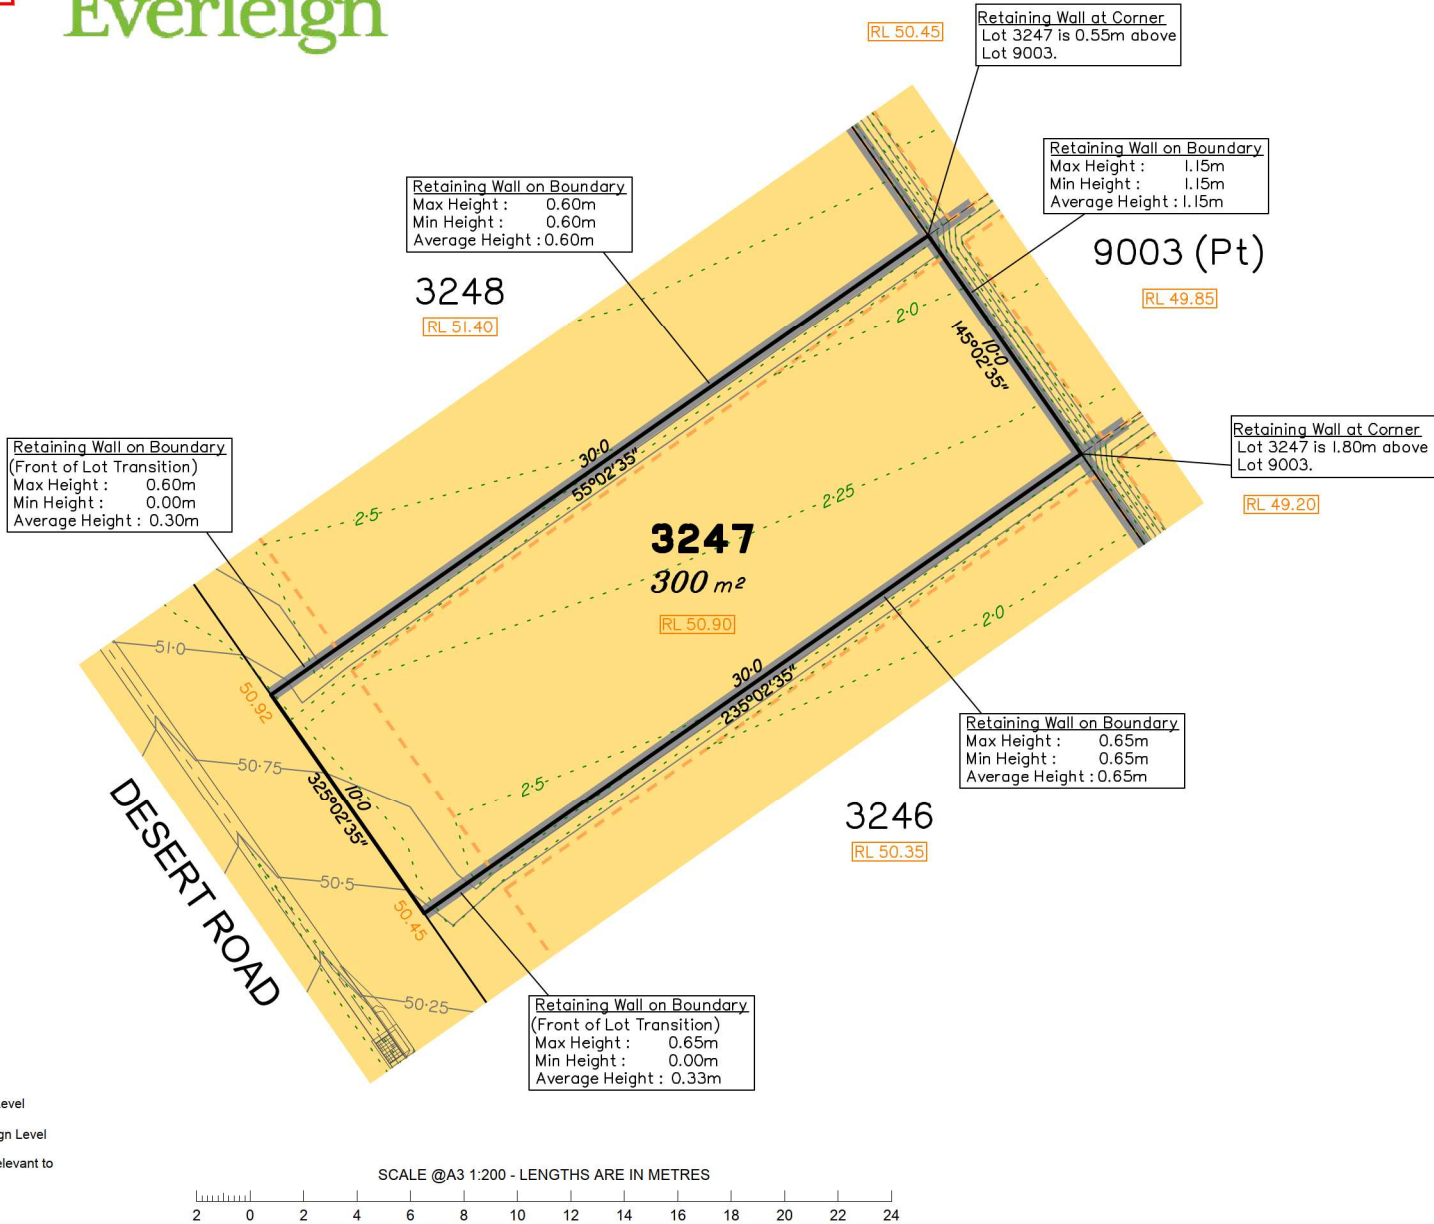 Everleigh
RL 50.45
Retaining Wall at Corner
Lot 3247 is 0.55m above
Lot 9003.
Retaining Wall on Boundary
Max Height : 1.15m
Min Height : 1.15m
Average Height : 1.15m
Retaining Wall on Boundary
Max Height : 0.60m
Min Height : 0.60m
Average Height : 0.60m
9003 (Pt)
RL 49.85
3248
RL 51.40
2·0
10·0
145°02'35"
Retaining Wall on Boundary
(Front of Lot Transition)
Max Height : 0.60m
Min Height : 0.00m
Average Height : 0.30m
Retaining Wall at Corner
Lot 3247 is 1.80m above
Lot 9003.
RL 49.20
30·0
55°02'35"
2·5
2·25
3247
300 m²
RL 50.90
2·0
51·0
50.92
30·0
235°02'35"
Retaining Wall on Boundary
Max Height : 0.65m
Min Height : 0.65m
Average Height : 0.65m
50·75
2·5
10·0
325°02'35"
3246
RL 50.35
50·5
50.45
DESERT ROAD
50·25
Retaining Wall on Boundary
(Front of Lot Transition)
Max Height : 0.65m
Min Height : 0.00m
Average Height : 0.33m
Level
gn Level
elevant to
SCALE @A3 1:200 - LENGTHS ARE IN METRES
2 0 2 4 6 8 10 12 14 16 18 20 22 24